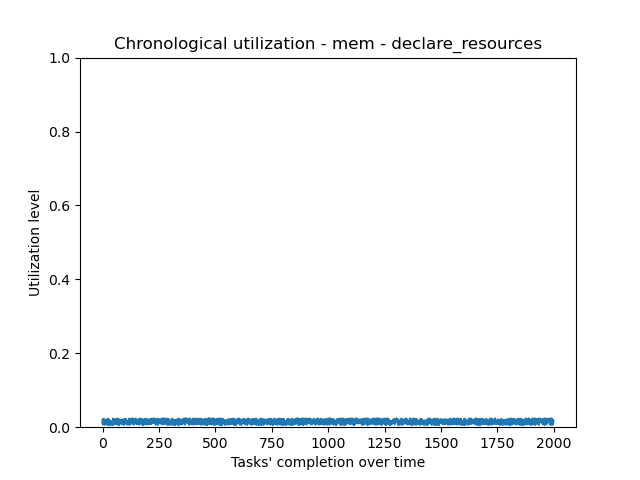 Chronological utilization - mem - declare_resources
1.0
0.8
0.6
0.4
0.2
0.0
Utilization level
0 250 500 750 1000 1250 1500 1750 2000
Tasks' completion over time